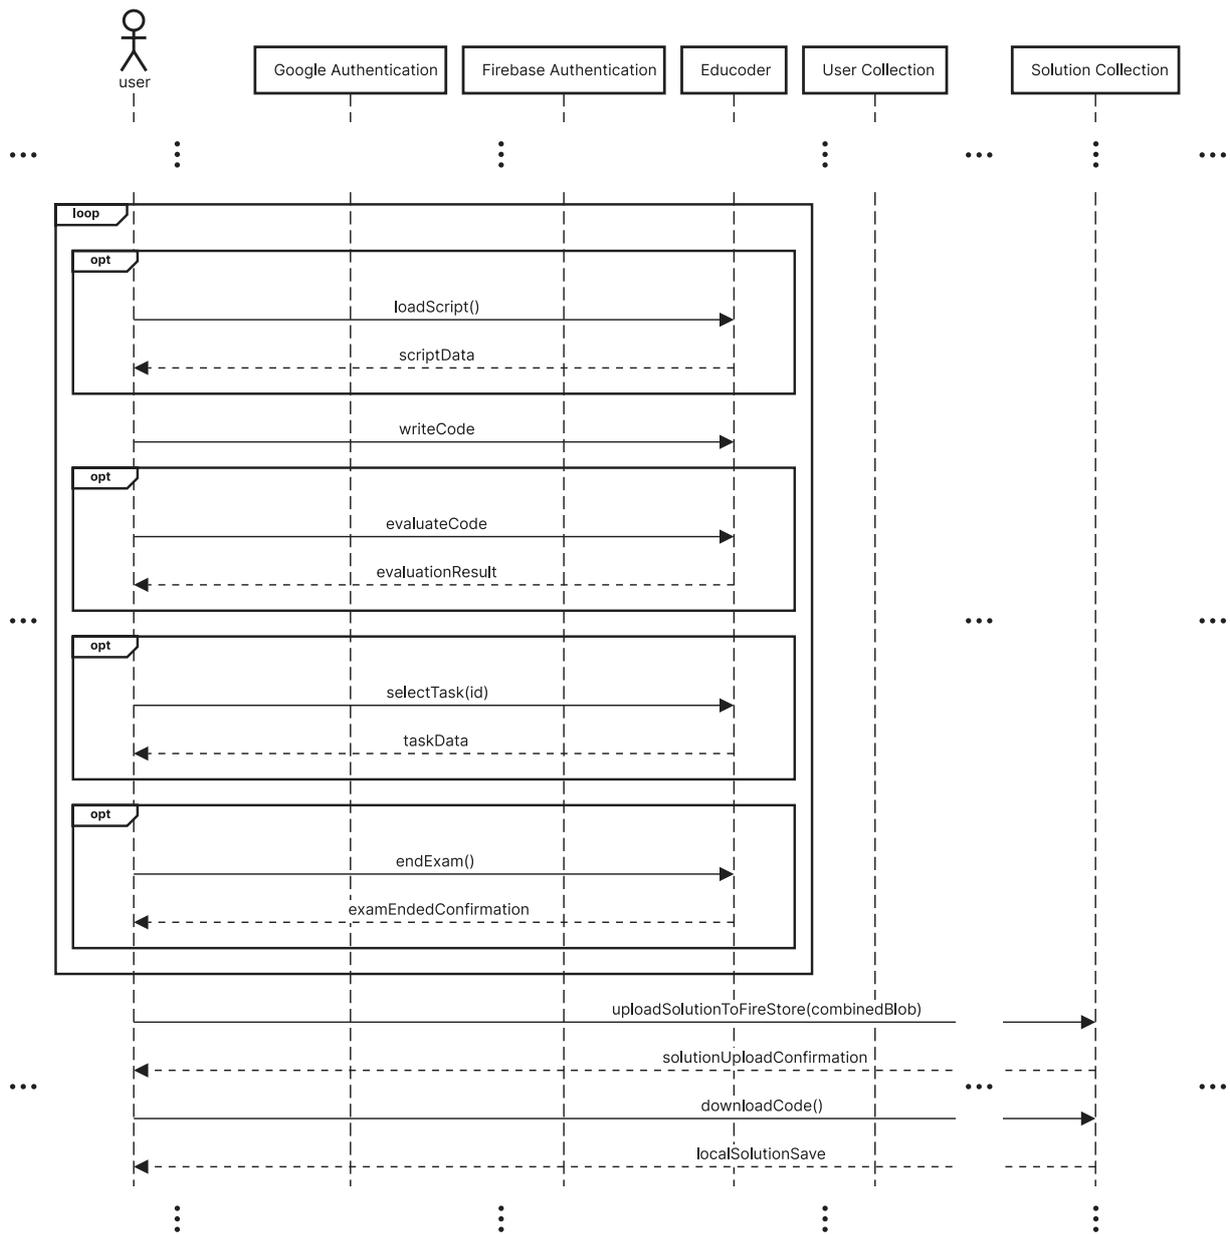 user
Google Authentication
Firebase Authentication
Educoder
User Collection
Solution Collection
loop
opt
loadScript()
scriptData
writeCode
opt
evaluateCode
evaluationResult
opt
selectTask(id)
taskData
opt
endExam()
examEndedConfirmation
uploadSolutionToFireStore(combinedBlob)
solutionUploadConfirmation
downloadCode()
localSolutionSave